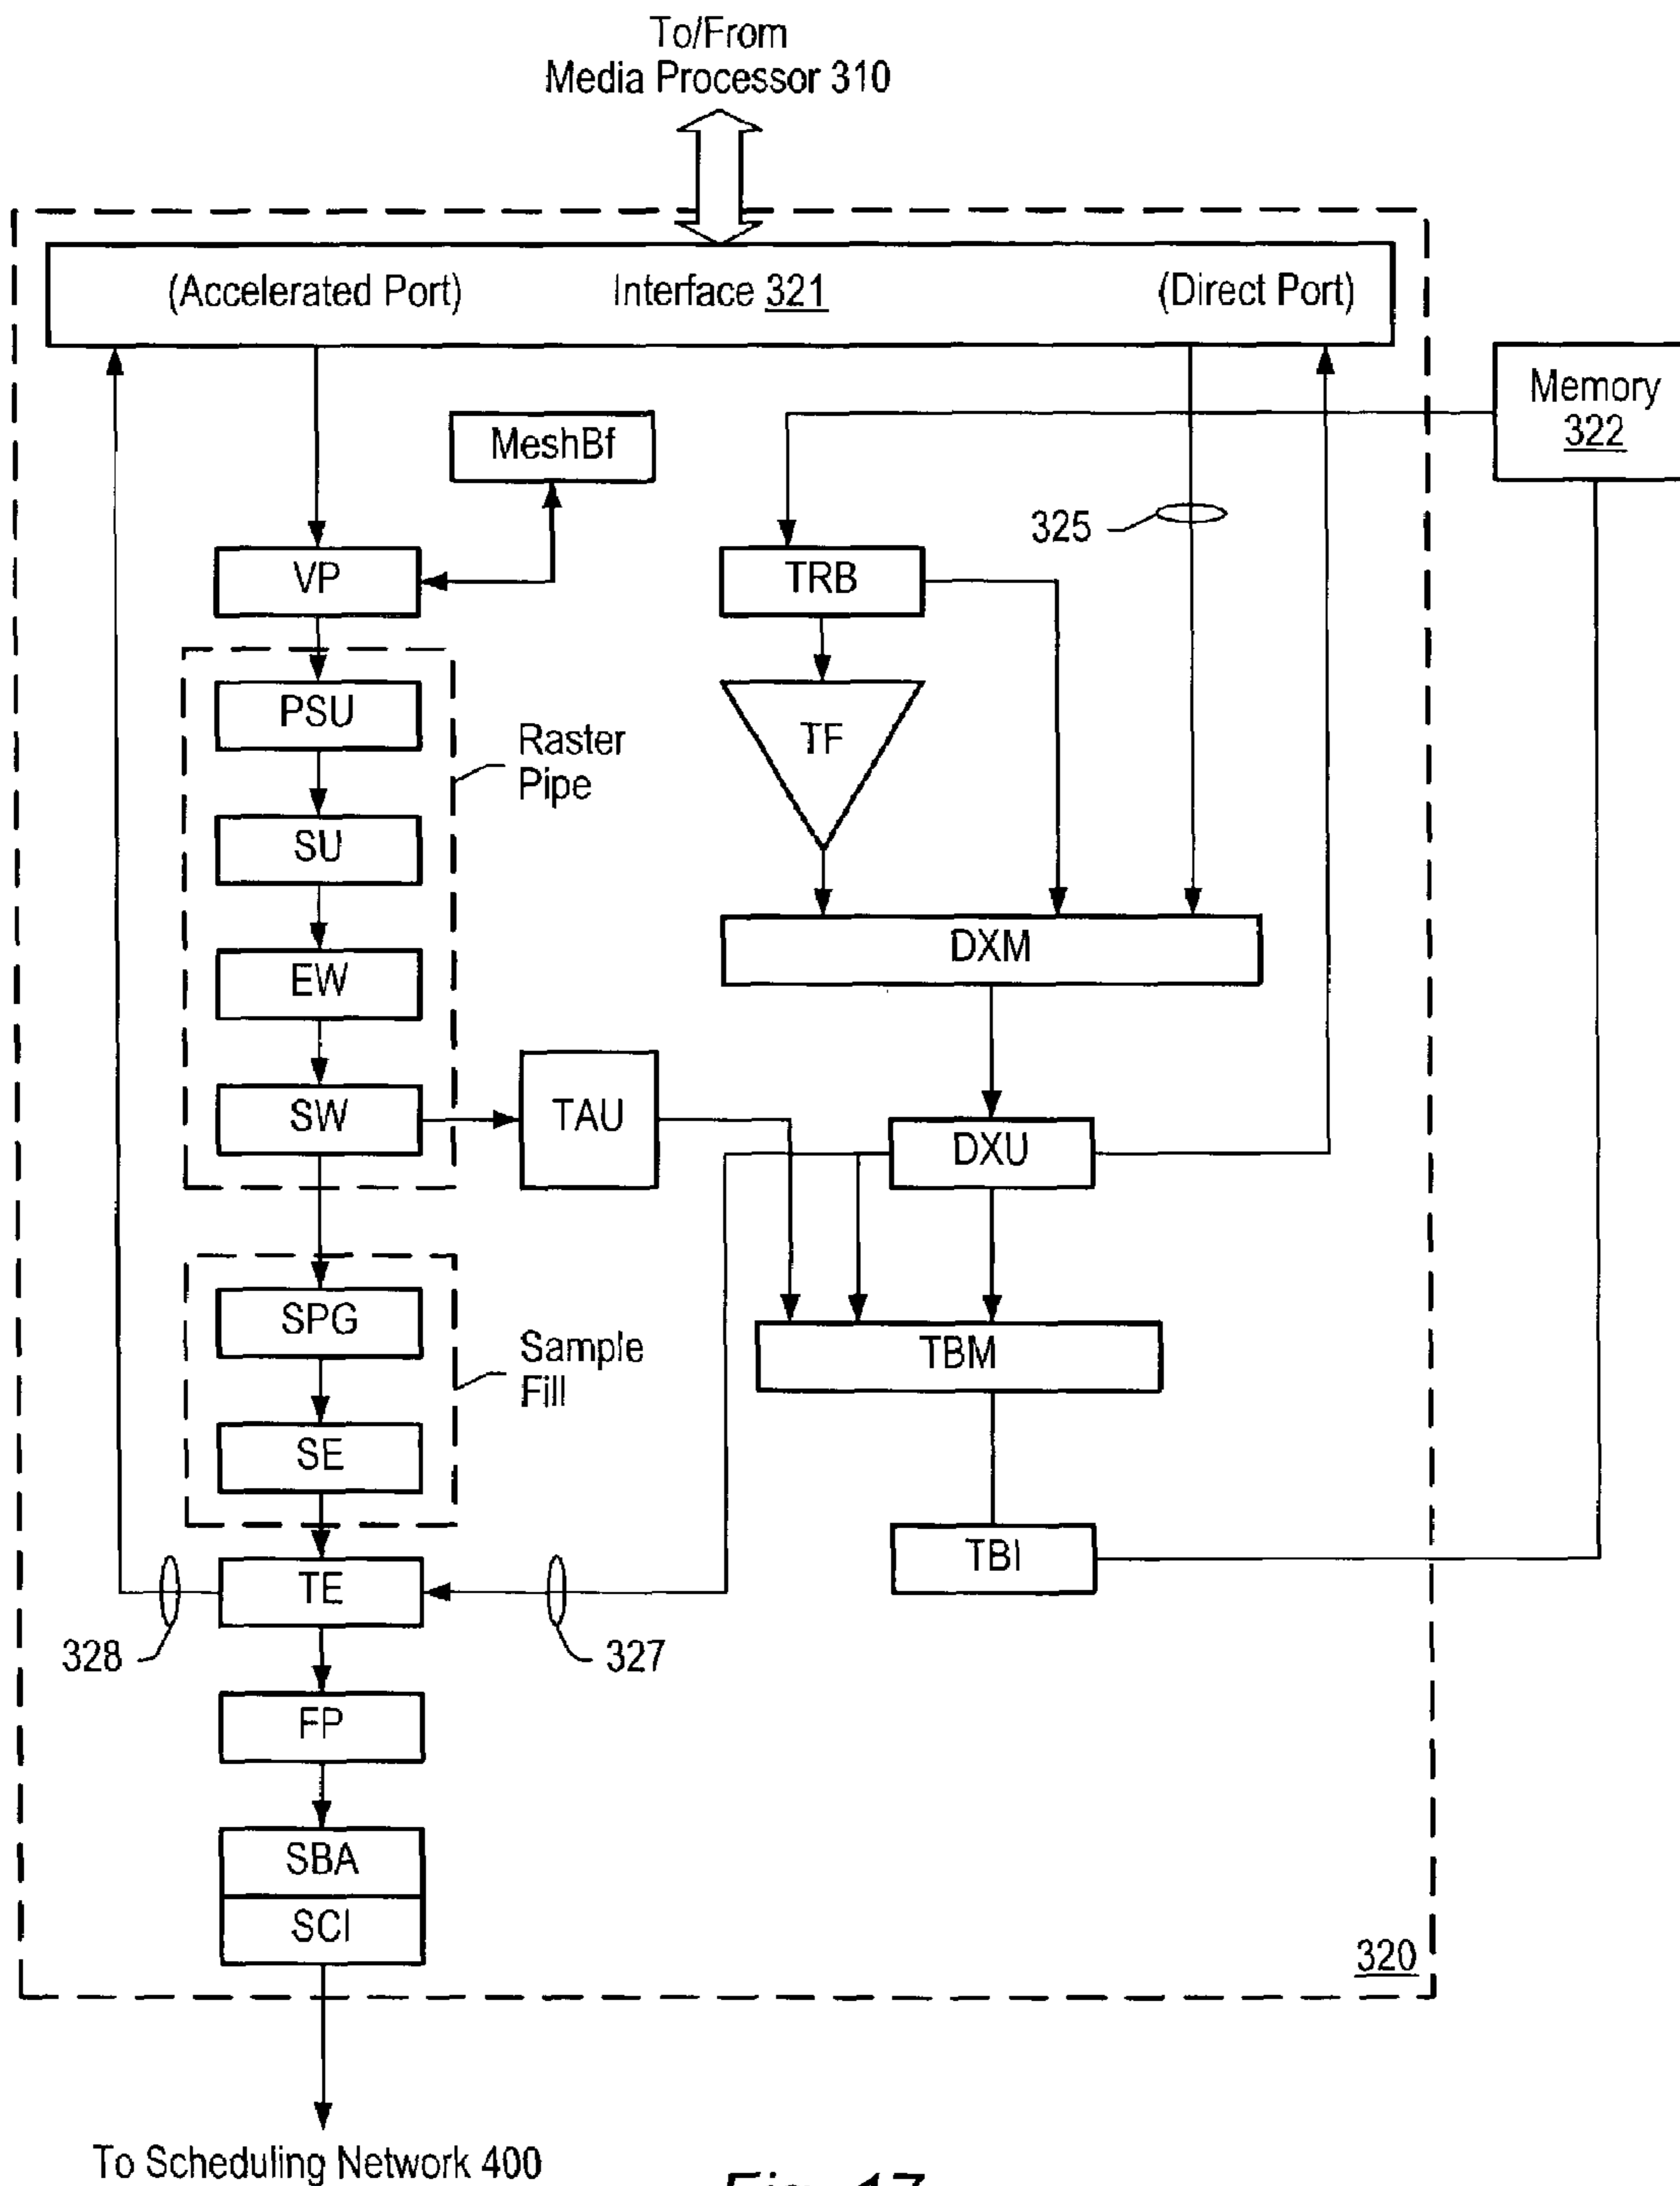 To/From
Media Processor 310
(Accelerated Port)
Interface 321
(Direct Port)
Memory
322
MeshBf
325
VP
TRB
PSU
TF
Raster
Pipe
SU
DXM
EW
SW
TAU
DXU
SPG
Sample
Fill
TBM
SE
TBI
TE
328
327
FP
SBA
SCI
320
To Scheduling Network 400